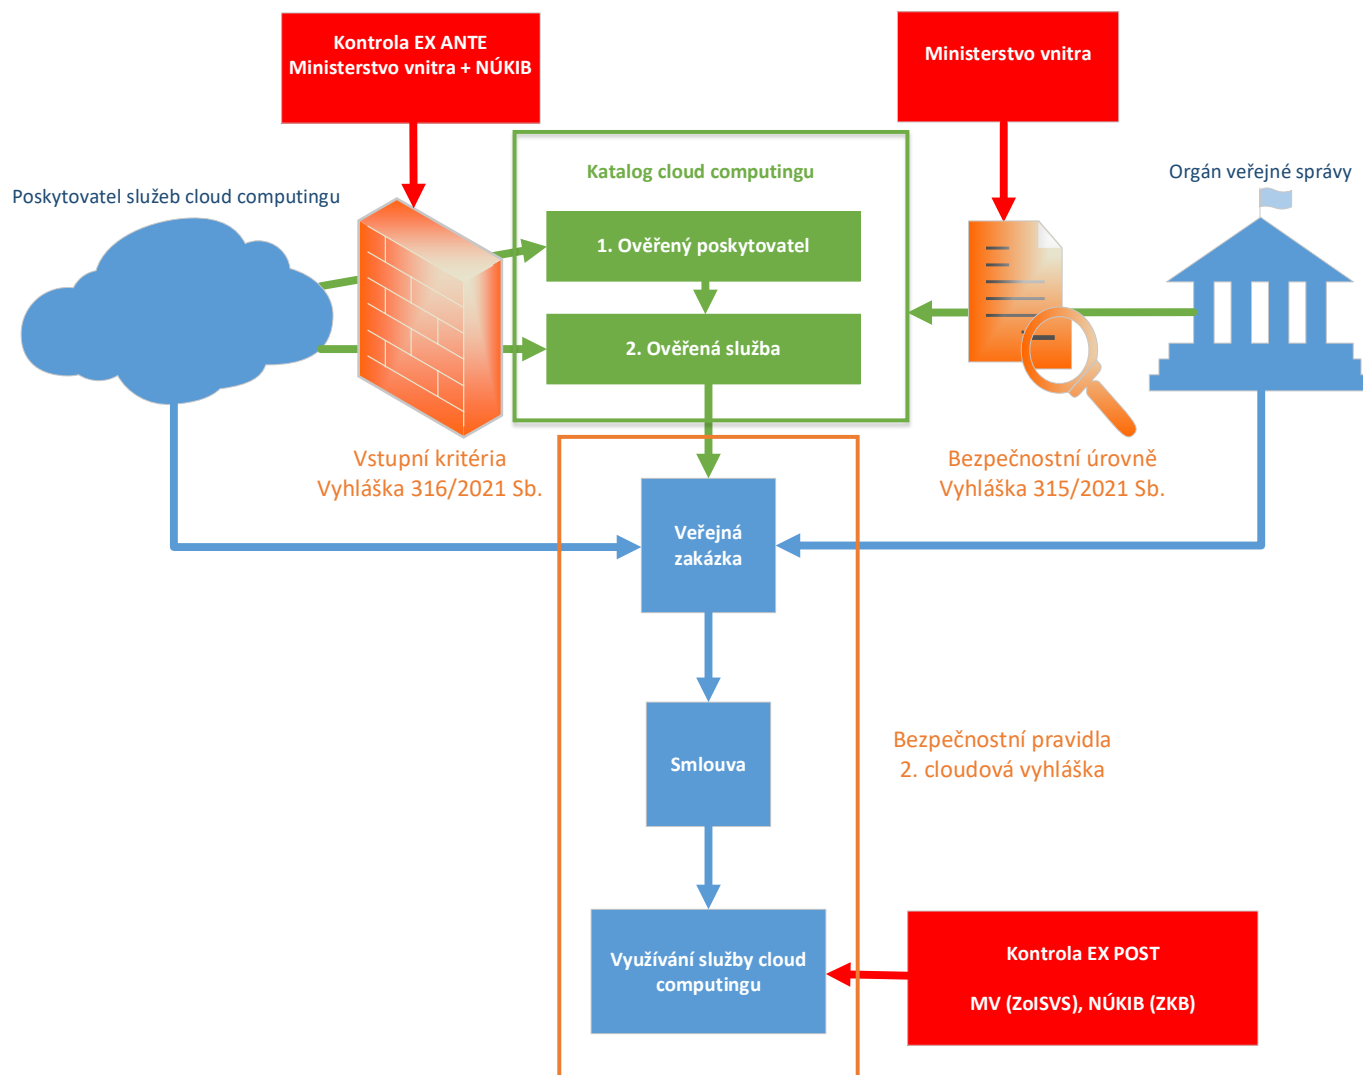 Kontrola EX ANTE
Ministerstvo vnitra + NÚKIB
Ministerstvo vnitra
Katalog cloud computingu
Orgán veřejné správy
Poskytovatel služeb cloud computingu
1. Ověřený poskytovatel
2. Ověřená služba
Vstupní kritéria
Vyhláška 316/2021 Sb.
Bezpečnostní úrovně
Vyhláška 315/2021 Sb.
Veřejná
zakázka
Smlouva
Bezpečnostní pravidla
2. cloudová vyhláška
Využívání služby cloud
computingu
Kontrola EX POST
MV (ZoISVS), NÚKIB (ZKB)